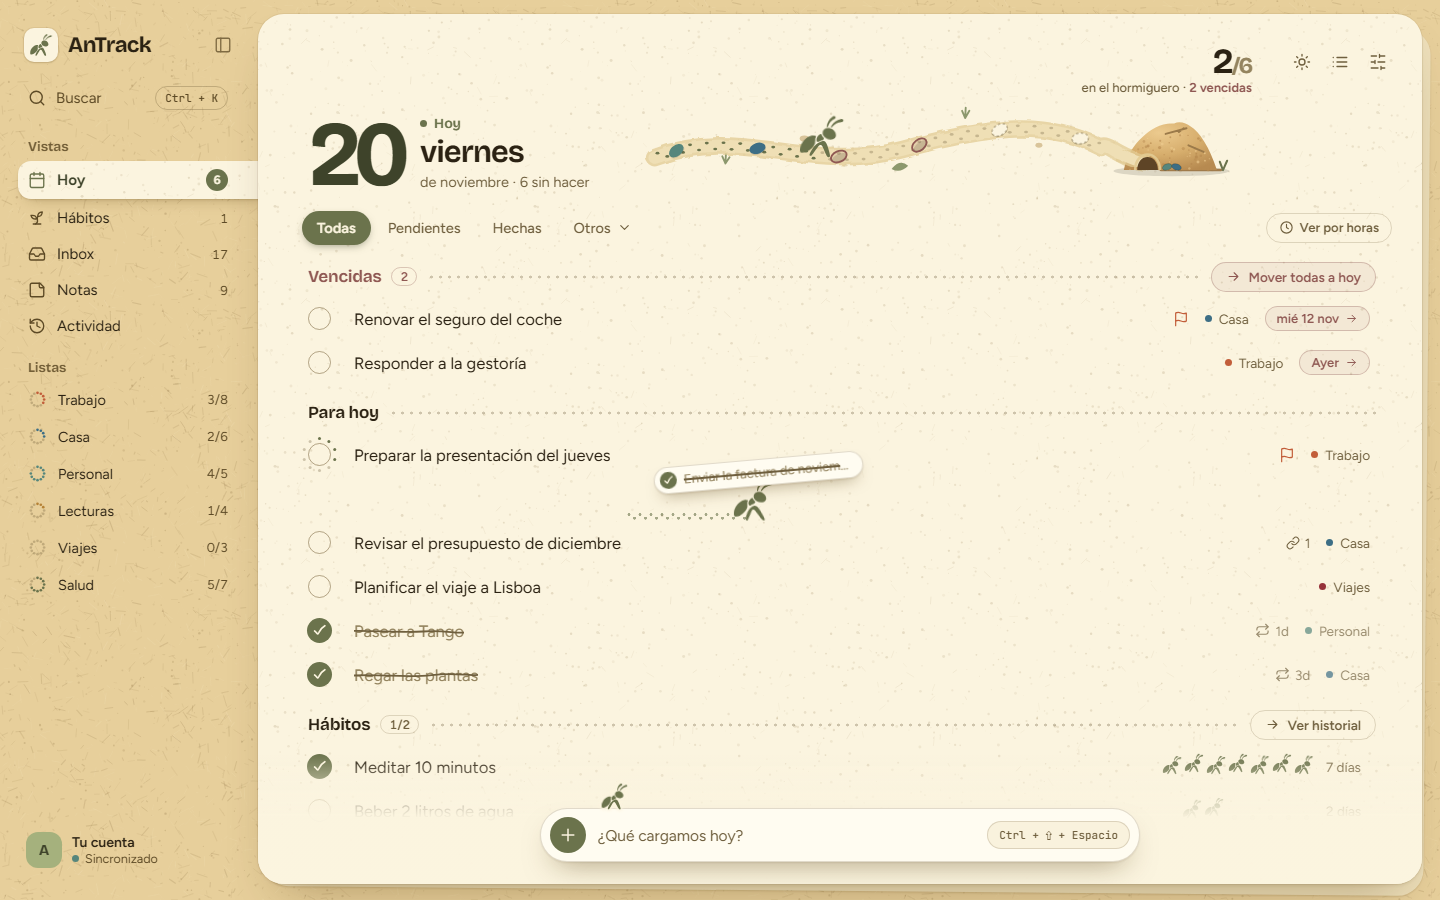 AnTrack
Buscar
Ctrl + K
Vistas
Hoy 6
Hábitos 1
Inbox 17
Notas 9
Actividad
Listas
Trabajo 3/8
Casa 2/6
Personal 4/5
Lecturas 1/4
Viajes 0/3
Salud 5/7
A
Tu cuenta
Sincronizado
2/6
en el hormiguero · 2 vencidas
20
Hoy
viernes
de noviembre · 6 sin hacer
Todas Pendientes Hechas Otros
Ver por horas
Vencidas 2
Mover todas a hoy
Renovar el seguro del coche Casa mié 12 nov
Responder a la gestoría Trabajo Ayer
Para hoy
Preparar la presentación del jueves Trabajo
Enviar la factura de noviem...
Revisar el presupuesto de diciembre 1 Casa
Planificar el viaje a Lisboa Viajes
Pasear a Tango 1d Personal
Regar las plantas 3d Casa
Hábitos 1/2
Ver historial
Meditar 10 minutos 7 días
Beber 2 litros de agua 2 días
¿Qué cargamos hoy?
Ctrl + ⇧ + Espacio